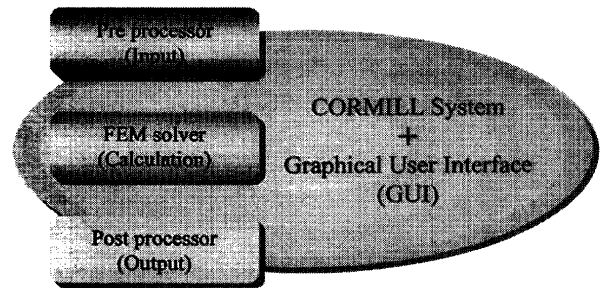 Pre processor
(Input)
FEM solver
(Calculation)
Post processor
(Output)
CORMILL System
+
Graphical User Interface
(GUI)